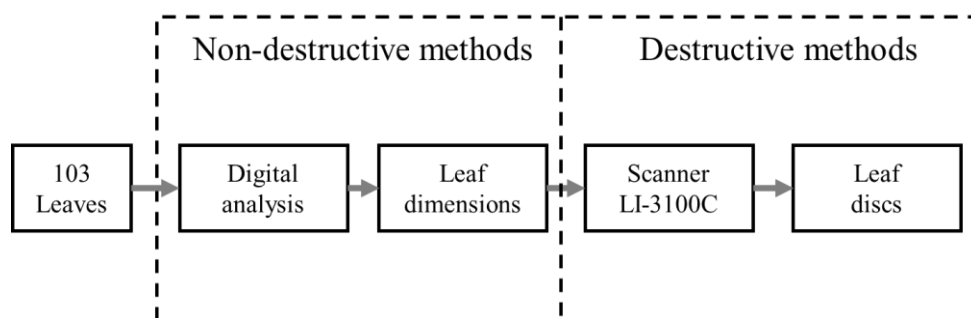 Non-destructive methods
Destructive methods
103
Leaves
Digital
analysis
Leaf
dimensions
Scanner
LI-3100C
Leaf
discs